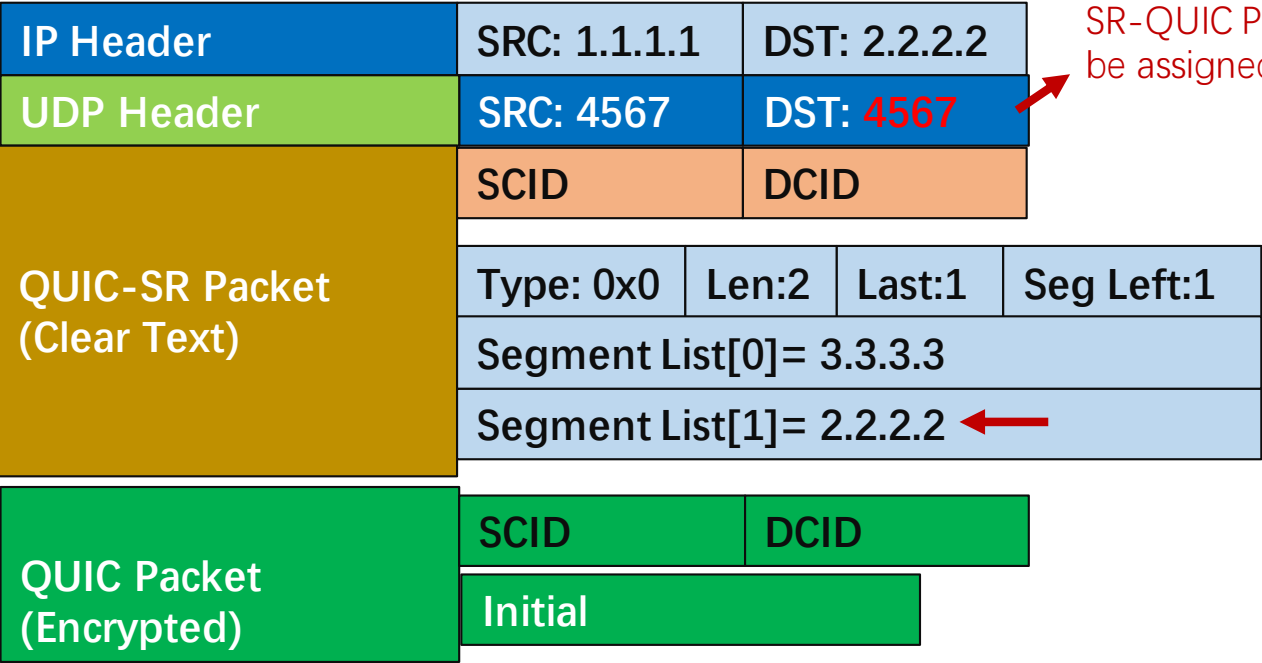 IP Header
SRC: 1.1.1.1
DST: 2.2.2.2
SR-QUIC P
be assigned
UDP Header
SRC: 4567
DST: 4567
SCID
DCID
QUIC-SR Packet
(Clear Text)
Type: 0x0
Len:2
Last:1
Seg Left:1
Segment List[0]= 3.3.3.3
Segment List[1]= 2.2.2.2
QUIC Packet
(Encrypted)
SCID
DCID
Initial